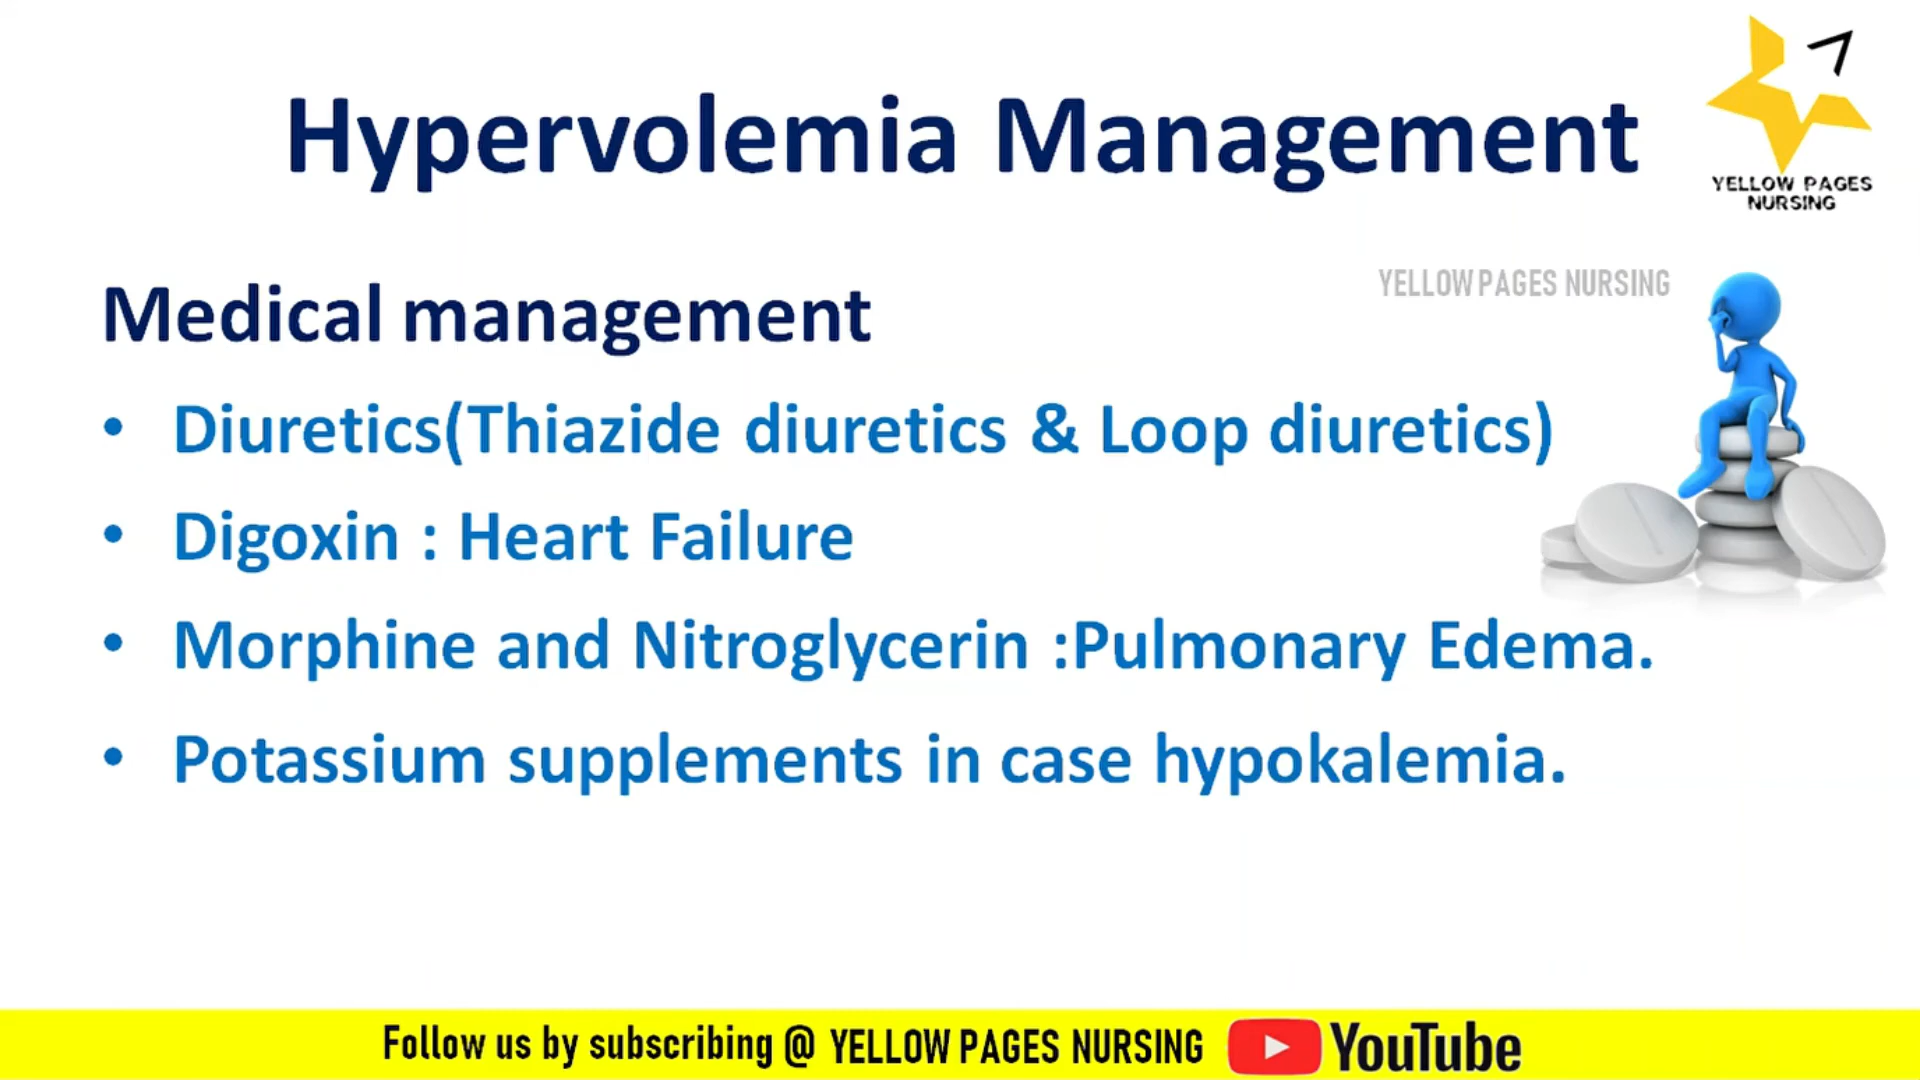 Hypervolemia Management
YELLOW PAGES
NURSING
YELLOW PAGES NURSING
Medical management
• Diuretics(Thiazide diuretics & Loop diuretics)
• Digoxin : Heart Failure
• Morphine and Nitroglycerin :Pulmonary Edema.
• Potassium supplements in case hypokalemia.
Follow us by subscribing @ YELLOW PAGES NURSING YouTube